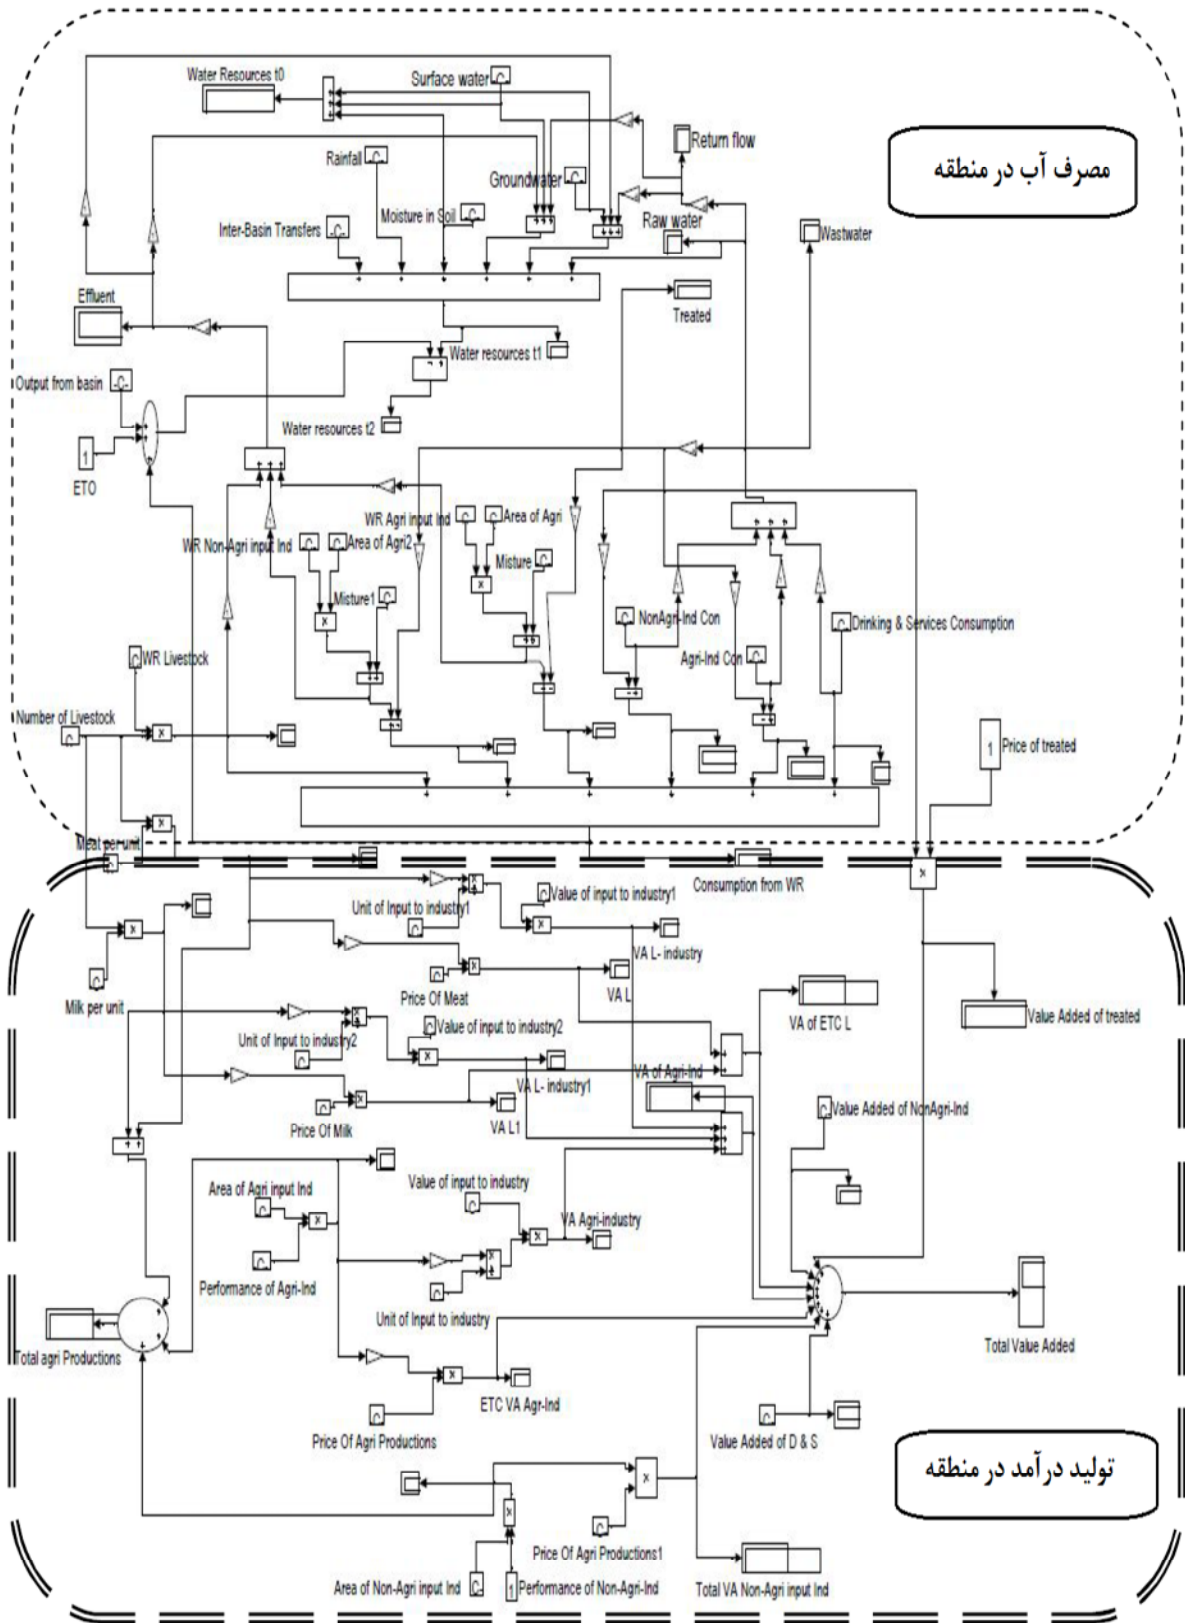 Water Resources t0
Surface water
Return flow
مصرف آب در منطقه
Rainfall
Groundwater
Moisture in Soil
Raw water
Inter-Basin Transfers
Wastwater
Effluent
Treated
Water resources t1
Output from basin
-C-
Water resources t2
1
ETO
WR Agri input Ind
Area of Agri
WR Non-Agri input Ind
Area of Agri2
Misture
Misture1
NonAgri-Ind Con
Drinking & Services Consumption
Agri-Ind Con
WR Livestock
Number of Livestock
1
Price of treated
Meat per unit
Consumption from WR
Value of input to industry1
Unit of Input to industry1
VA L- industry
Milk per unit
Price Of Meat
VA L
VA of ETC L
Value Added of treated
Value of input to industry2
Unit of Input to industry2
VA L- industry1
VA of Agri-Ind
Value Added of NonAgri-Ind
Price Of Milk
VA L1
Area of Agri input Ind
Value of input to industry
VA Agri-industry
Performance of Agri-Ind
Unit of Input to industry
Total agri Productions
Total Value Added
ETC VA Agr-Ind
Price Of Agri Productions
Value Added of D & S
تولید درآمد در منطقه
Price Of Agri Productions1
Area of Non-Agri input Ind
1
Performance of Non-Agri-Ind
Total VA Non-Agri input Ind